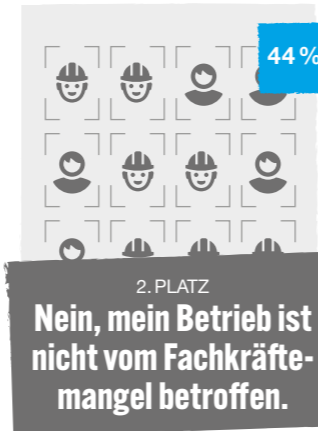 44 %
2. PLATZ
Nein, mein Betrieb ist
nicht vom Fachkräfte-
mangel betroffen.